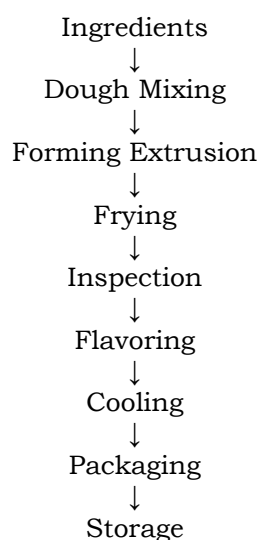 Ingredients
↓
Dough Mixing
↓
Forming Extrusion
↓
Frying
↓
Inspection
↓
Flavoring
↓
Cooling
↓
Packaging
↓
Storage